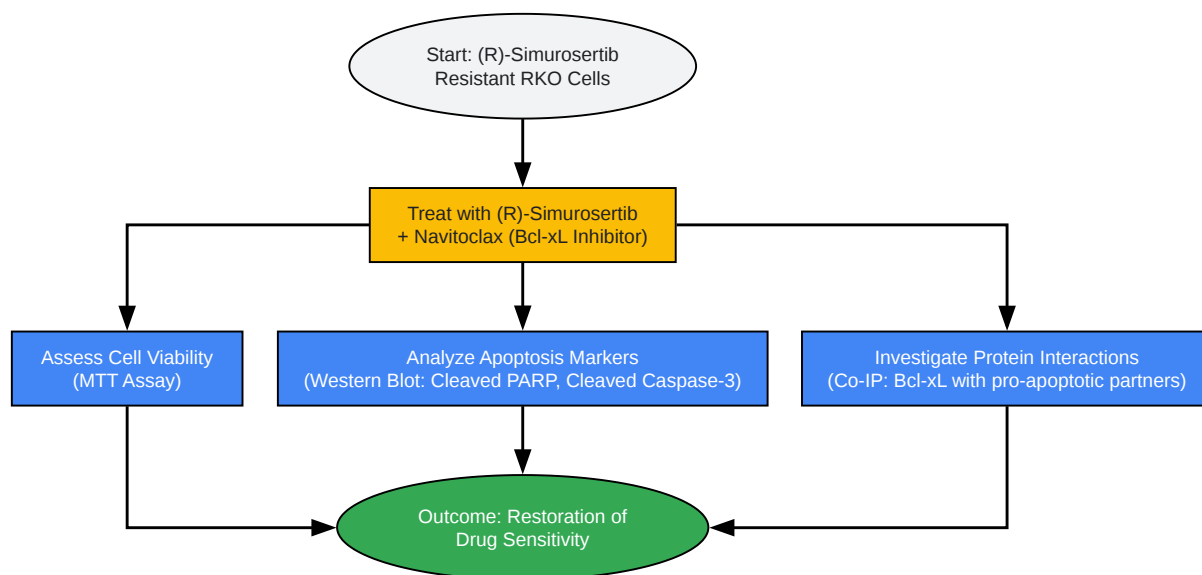 Start: (R)-Simurosertib
Resistant RKO Cells
Treat with (R)-Simurosertib
+ Navitoclax (Bcl-xL Inhibitor)
Assess Cell Viability
(MTT Assay)
Analyze Apoptosis Markers
(Western Blot: Cleaved PARP, Cleaved Caspase-3)
Investigate Protein Interactions
(Co-IP: Bcl-xL with pro-apoptotic partners)
Outcome: Restoration of
Drug Sensitivity